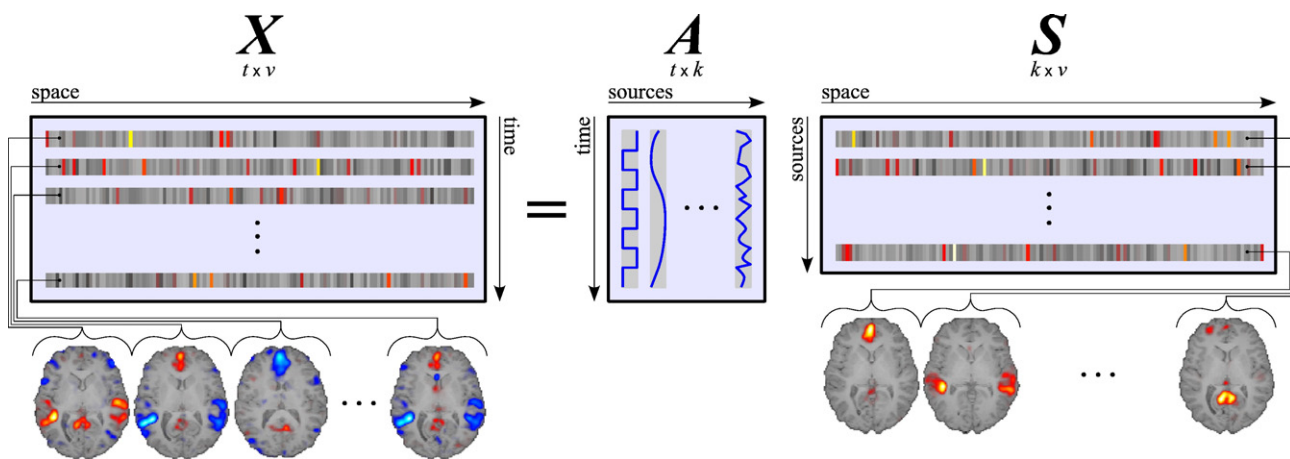 X
t x v
space
time
=
A
t x k
sources
time
S
k x v
space
sources